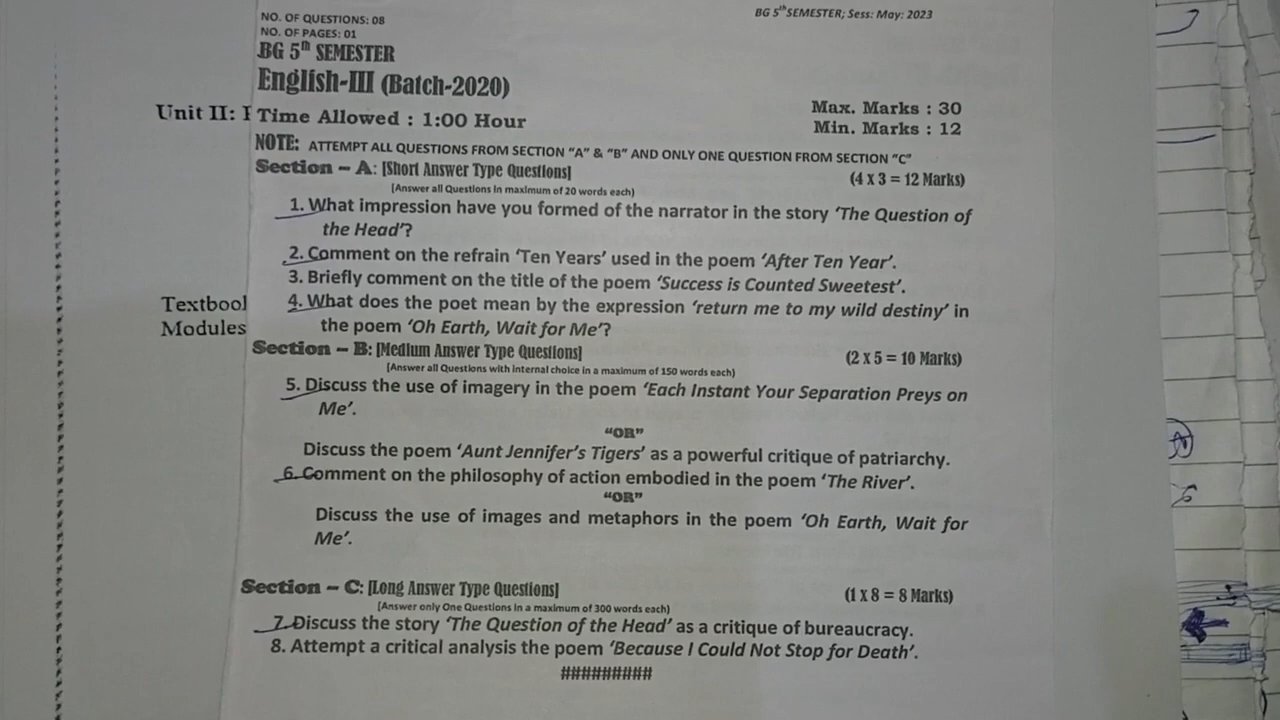 NO. OF QUESTIONS: 08
BG 5th SEMESTER; Sess: May: 2023
NO. OF PAGES: 01
BG 5th SEMESTER
English-III (Batch-2020)
Unit II:
Time Allowed : 1:00 Hour
Max. Marks : 30
Min. Marks : 12
NOTE: ATTEMPT ALL QUESTIONS FROM SECTION "A" & "B" AND ONLY ONE QUESTION FROM SECTION "C"
Section – A: [Short Answer Type Questions]
(4 x 3 = 12 Marks)
[Answer all Questions in maximum of 20 words each)
1. What impression have you formed of the narrator in the story 'The Question of
the Head'?
2. Comment on the refrain 'Ten Years' used in the poem 'After Ten Year'.
3. Briefly comment on the title of the poem 'Success is Counted Sweetest'.
Textbool
4. What does the poet mean by the expression 'return me to my wild destiny' in
Modules
the poem 'Oh Earth, Wait for Me'?
Section – B: [Medium Answer Type Questions]
(2 x 5 = 10 Marks)
[Answer all Questions with internal choice in a maximum of 150 words each)
5. Discuss the use of imagery in the poem 'Each Instant Your Separation Preys on
Me'.
"OR"
Discuss the poem 'Aunt Jennifer's Tigers' as a powerful critique of patriarchy.
6. Comment on the philosophy of action embodied in the poem 'The River'.
"OR"
Discuss the use of images and metaphors in the poem 'Oh Earth, Wait for
Me'.
Section – C: [Long Answer Type Questions]
(1 x 8 = 8 Marks)
[Answer only One Questions in a maximum of 300 words each)
7. Discuss the story 'The Question of the Head' as a critique of bureaucracy.
8. Attempt a critical analysis the poem 'Because I Could Not Stop for Death'.
#########